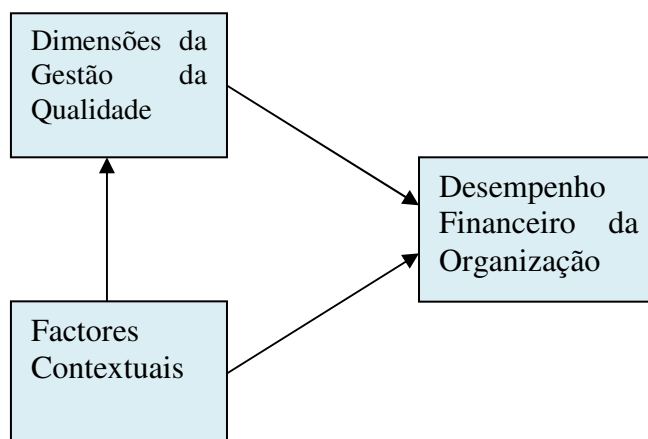 Dimensões da
Gestão da
Qualidade
Desempenho
Financeiro da
Organização
Factores
Contextuais